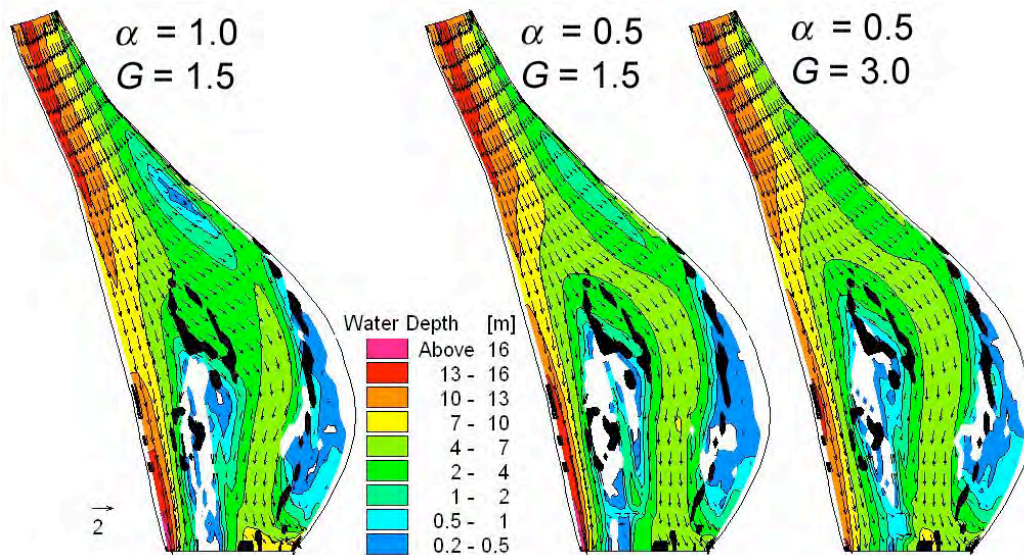 α = 1.0
G = 1.5
α = 0.5
G = 1.5
α = 0.5
G = 3.0
Water Depth [m]
Above 16
13 - 16
10 - 13
7 - 10
4 - 7
2 - 4
1 - 2
0.5 - 1
0.2 - 0.5
2